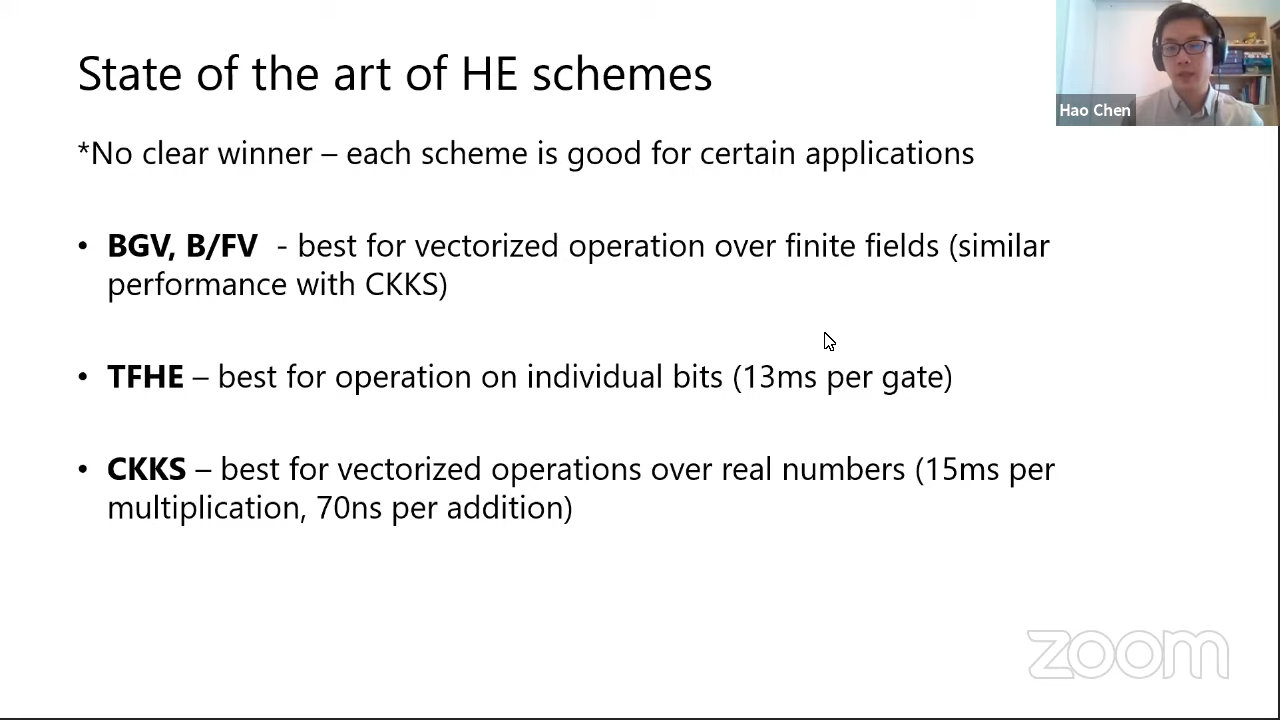 State of the art of HE schemes
Hao Chen
*No clear winner – each scheme is good for certain applications
• BGV, B/FV - best for vectorized operation over finite fields (similar
performance with CKKS)
• TFHE – best for operation on individual bits (13ms per gate)
• CKKS – best for vectorized operations over real numbers (15ms per
multiplication, 70ns per addition)
zoom